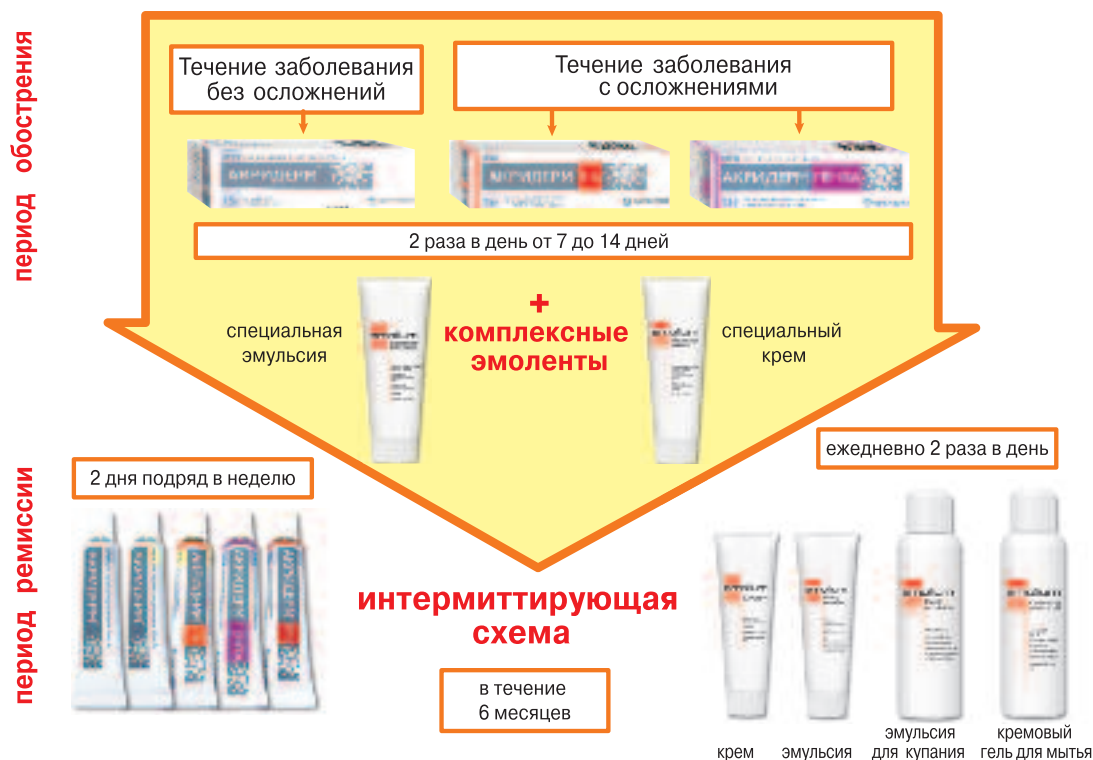 период обострения
Течение заболевания
без осложнений
Течение заболевания
с осложнениями
АКРИДЕРМ
АКРИДЕРМ
АКРИДЕРМ ГЕНТА
2 раза в день от 7 до 14 дней
специальная
эмульсия
+
комплексные
эмоленты
специальный
крем
период ремиссии
2 дня подряд в неделю
ежедневно 2 раза в день
интермиттирующая
схема
в течение
6 месяцев
крем
эмульсия
эмульсия
для купания
кремовый
гель для мытья